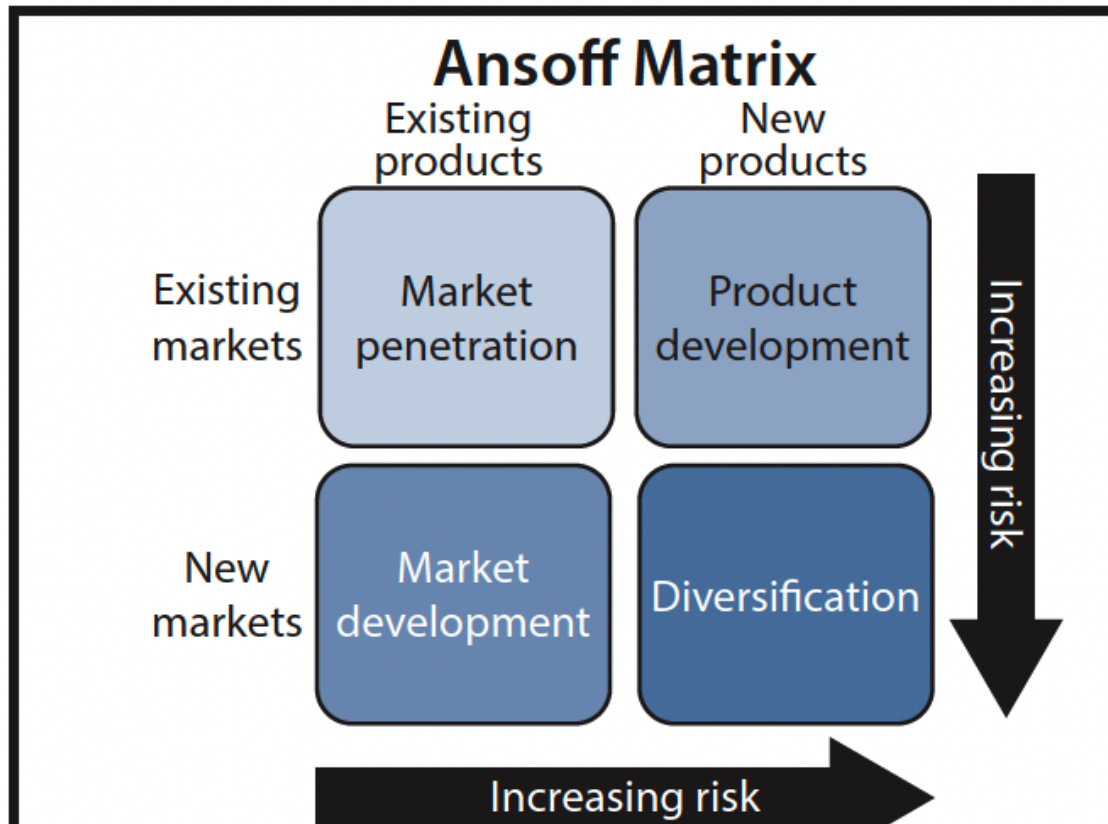 Ansoff Matrix
Existing
products
New
products
Existing
markets
Market
penetration
Product
development
New
markets
Market
development
Diversification
Increasing risk
Increasing risk